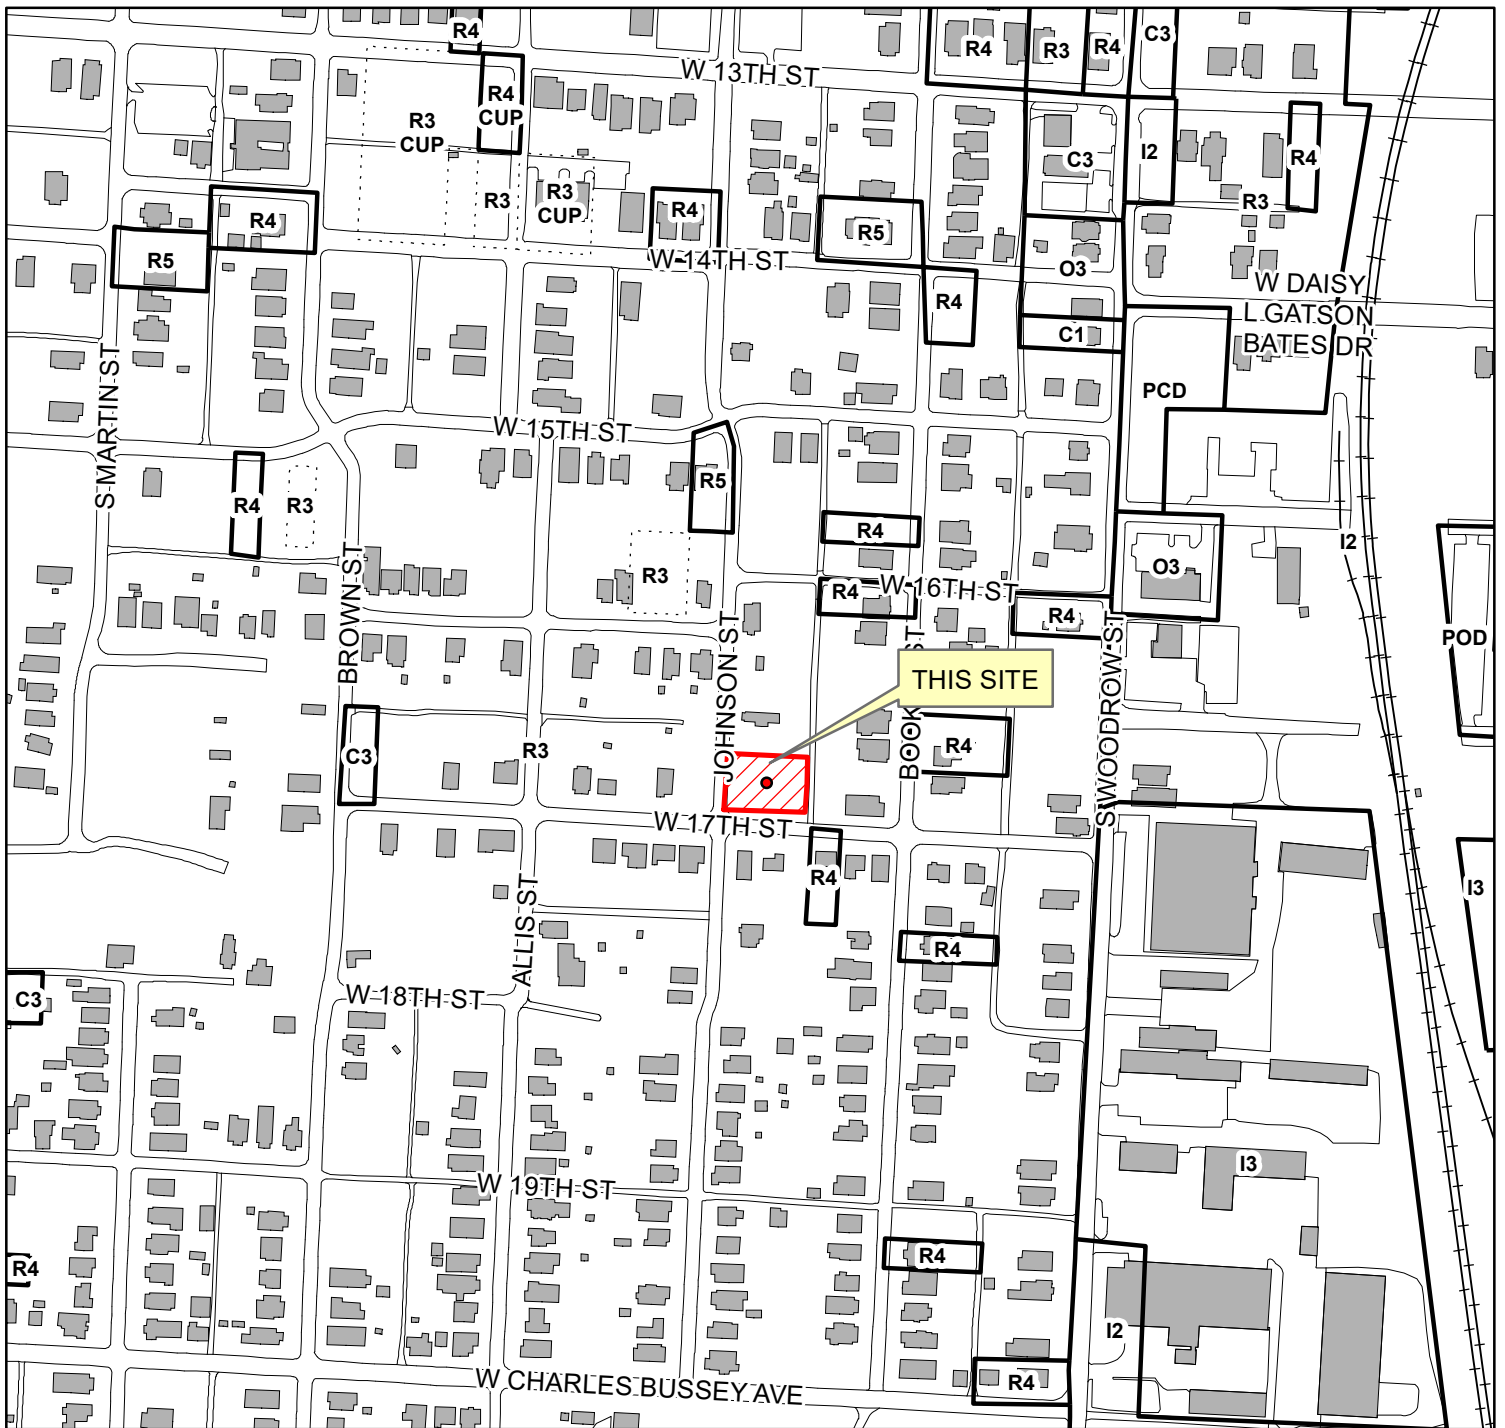 R4
R4
R3
R4
C3
W 13TH ST
R4
CUP
R3
CUP
C3
I2
R4
R3
R3
CUP
R3
R4
R4
R5
R5
W 14TH ST
O3
R4
W DAISY
L GATSON
BATES DR
C1
PCD
S MARTIN ST
W 15TH ST
R5
R4
R3
R4
I2
O3
R3
R4
W 16TH ST
R4
BROWN ST
JOHNSON ST
BOOK ST
S WOODROW ST
POD
THIS SITE
C3
R3
R4
W 17TH ST
R4
I3
ALLIS ST
R4
C3
W 18TH ST
I3
W 19TH ST
R4
R4
I2
W CHARLES BUSSEY AVE
R4